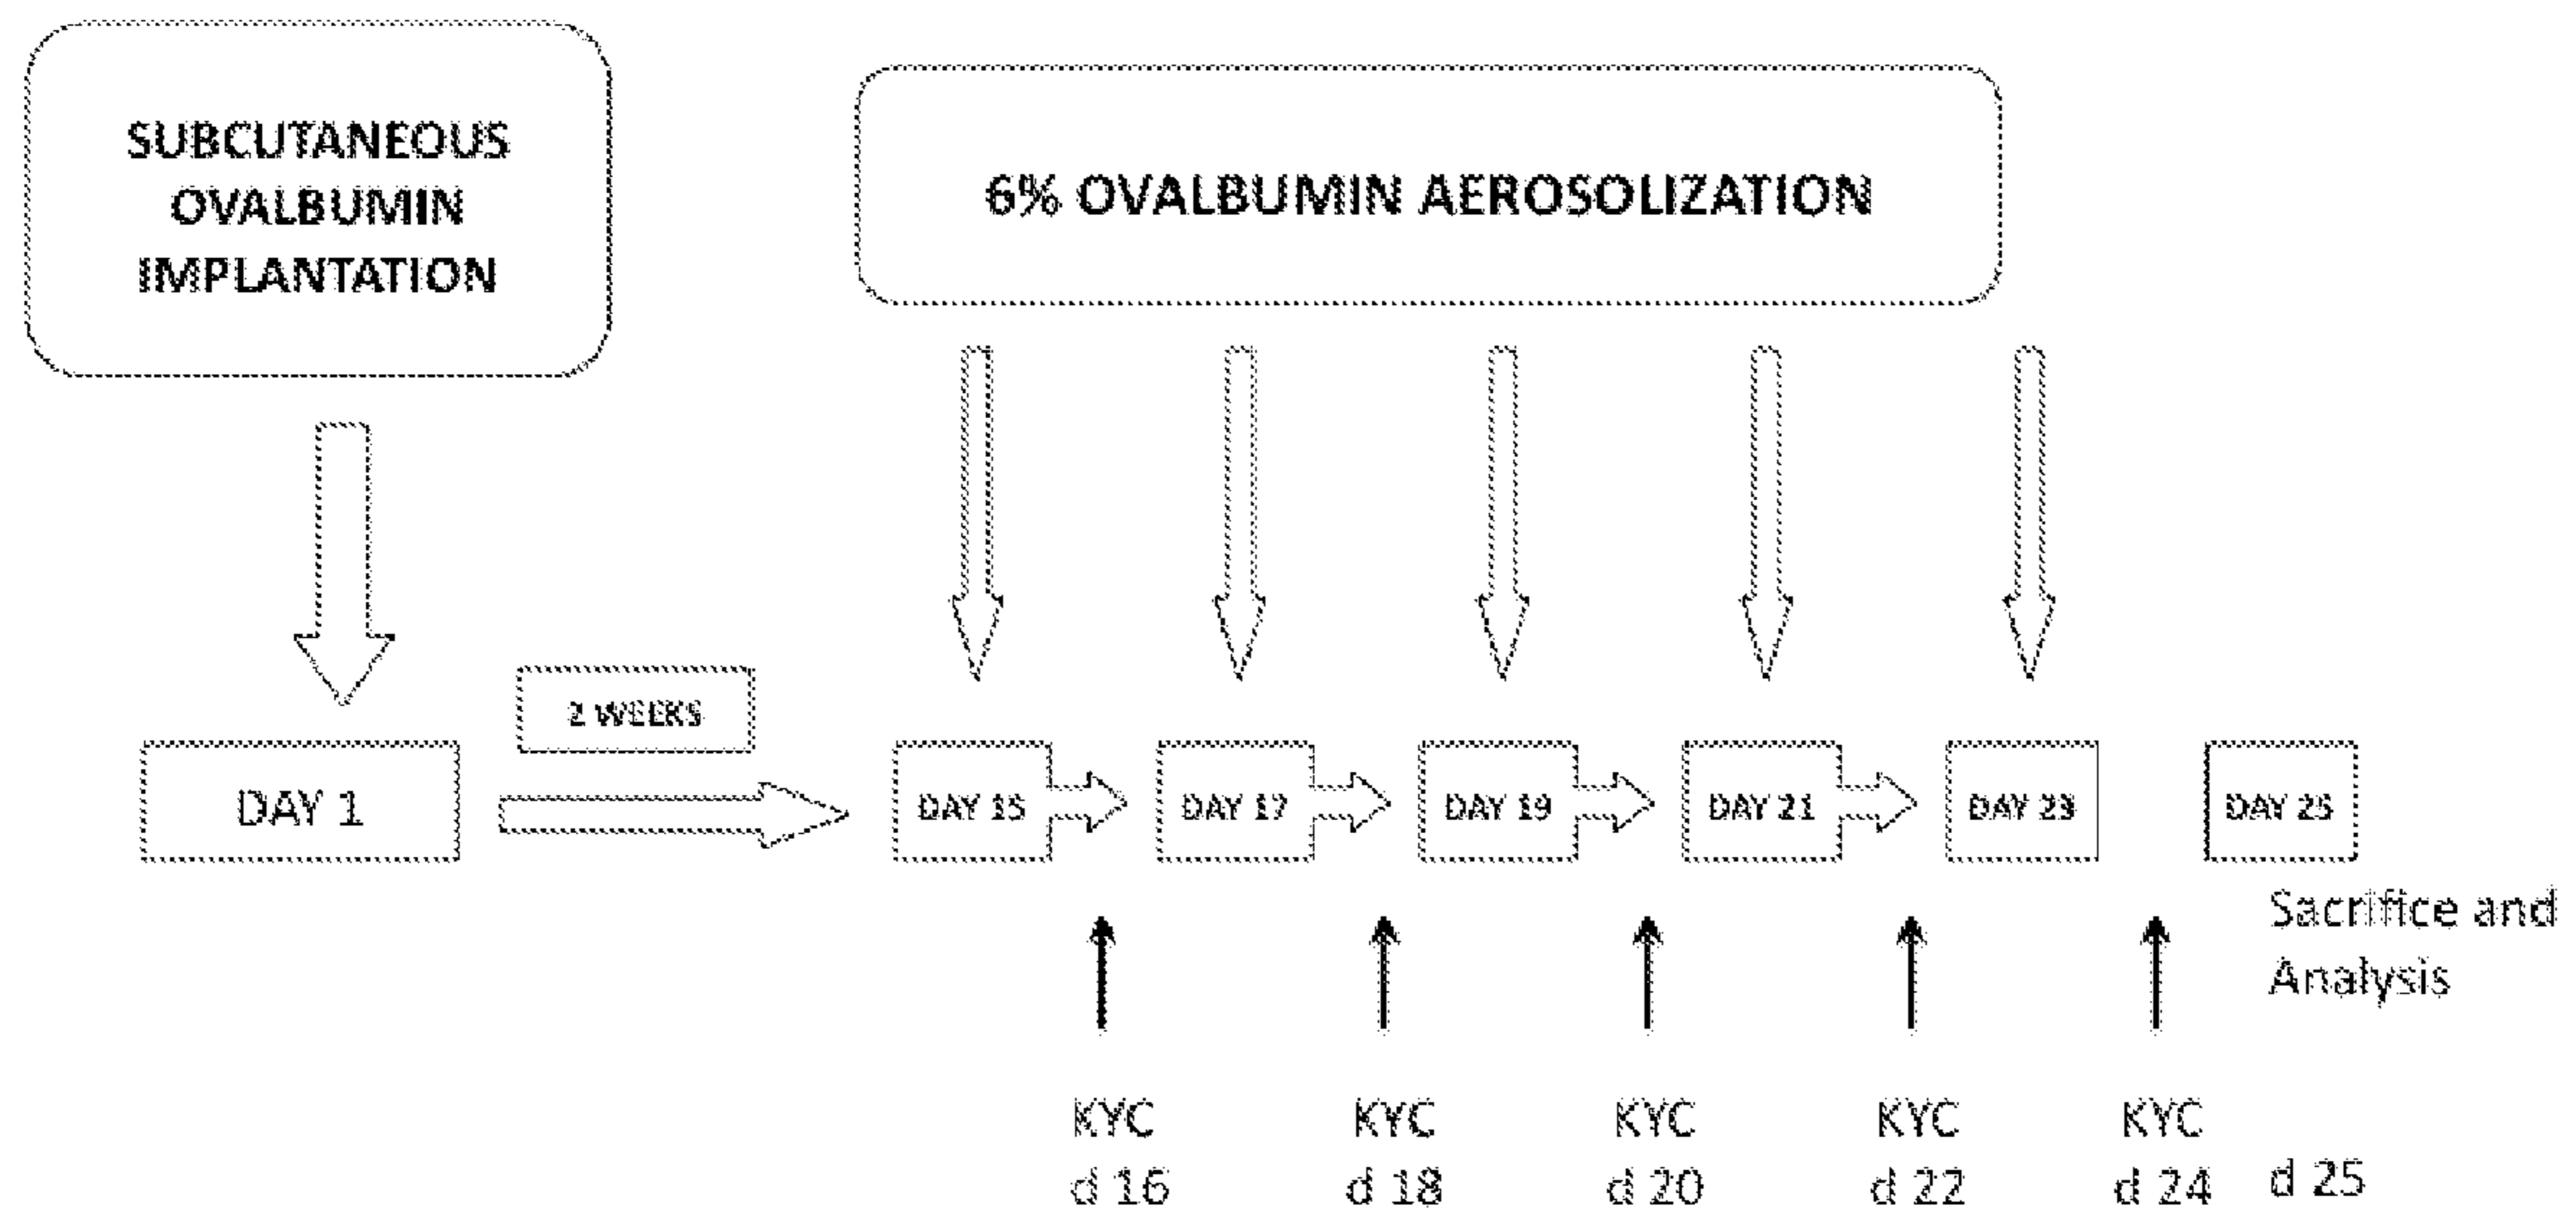 SUBCUTANEOUS
OVALBUMIN
IMPLANTATION
6% OVALBUMIN AEROSOLIZATION
2 WEEKS
DAY 1
DAY 15
DAY 17
DAY 19
DAY 21
DAY 23
DAY 25
Sacrifice and
Analysis
KYC
d 16
KYC
d 18
KYC
d 20
KYC
d 22
KYC
d 24
d 25